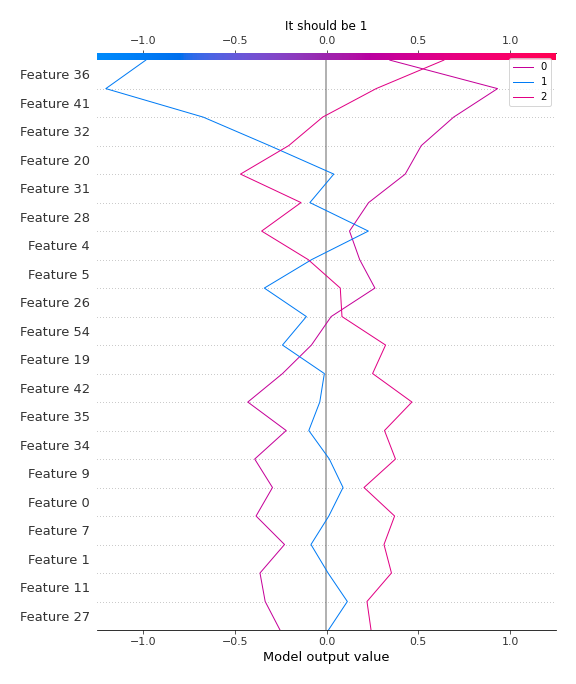 It should be 1
−1.0 −0.5 0.0 0.5 1.0
0
1
2
Feature 36
Feature 41
Feature 32
Feature 20
Feature 31
Feature 28
Feature 4
Feature 5
Feature 26
Feature 54
Feature 19
Feature 42
Feature 35
Feature 34
Feature 9
Feature 0
Feature 7
Feature 1
Feature 11
Feature 27
−1.0 −0.5 0.0 0.5 1.0
Model output value